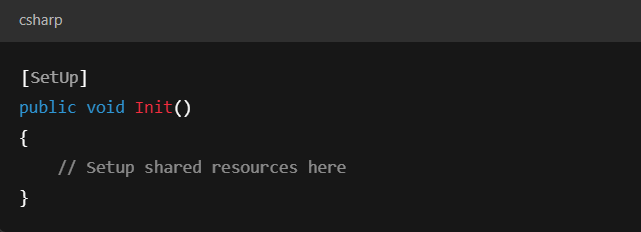 csharp
[SetUp]
public void Init()
{
    // Setup shared resources here
}